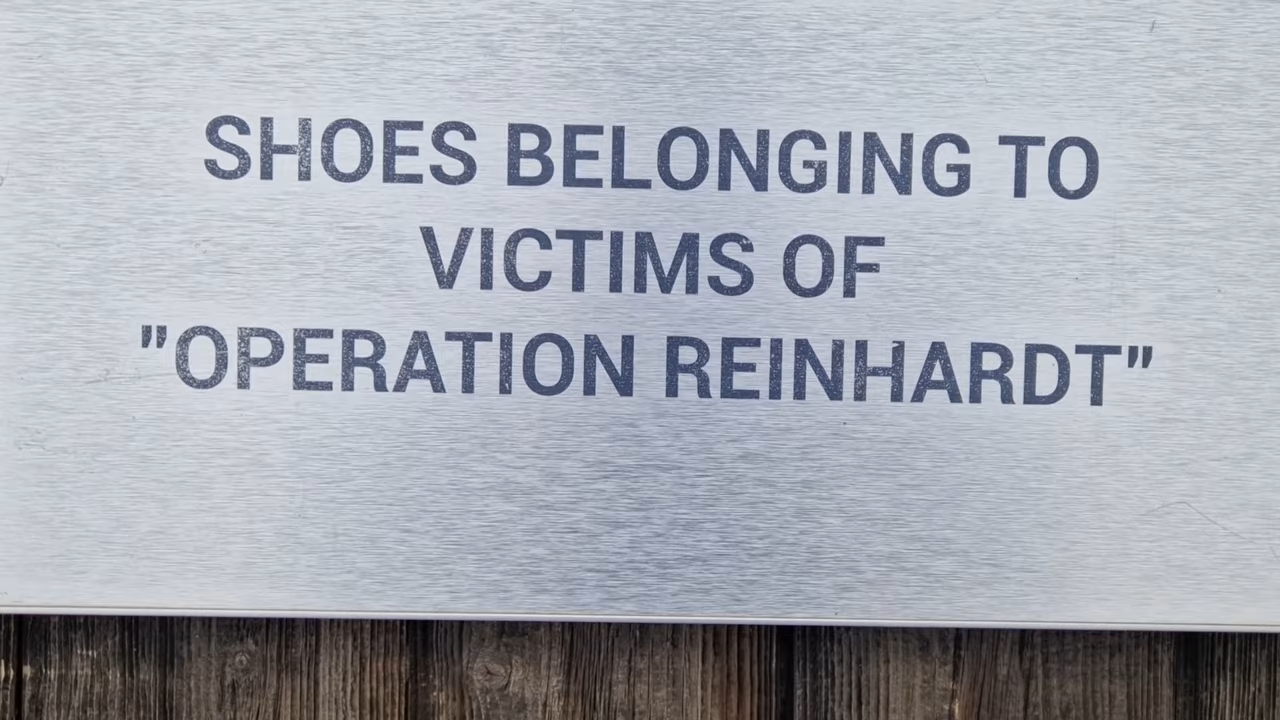 SHOES BELONGING TO
VICTIMS OF
"OPERATION REINHARDT"